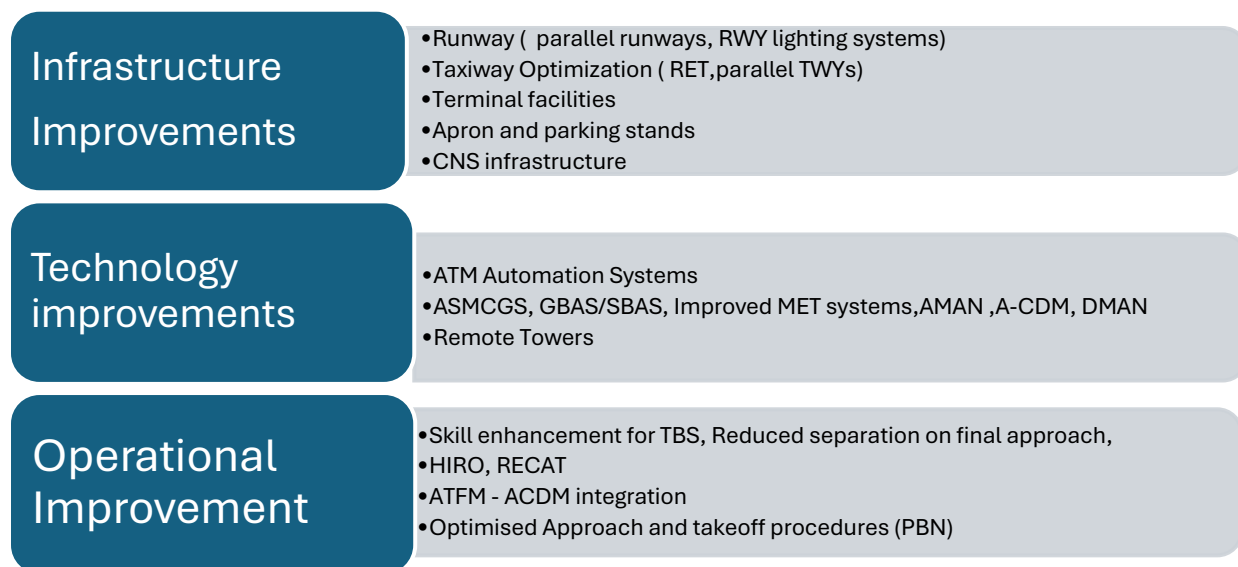 Infrastructure
Improvements
•Runway ( parallel runways, RWY lighting systems)
•Taxiway Optimization ( RET,parallel TWYs)
•Terminal facilities
•Apron and parking stands
•CNS infrastructure
Technology
improvements
•ATM Automation Systems
•ASMCGS, GBAS/SBAS, Improved MET systems,AMAN ,A-CDM, DMAN
•Remote Towers
Operational
Improvement
•Skill enhancement for TBS, Reduced separation on final approach,
•HIRO, RECAT
•ATFM - ACDM integration
•Optimised Approach and takeoff procedures (PBN)